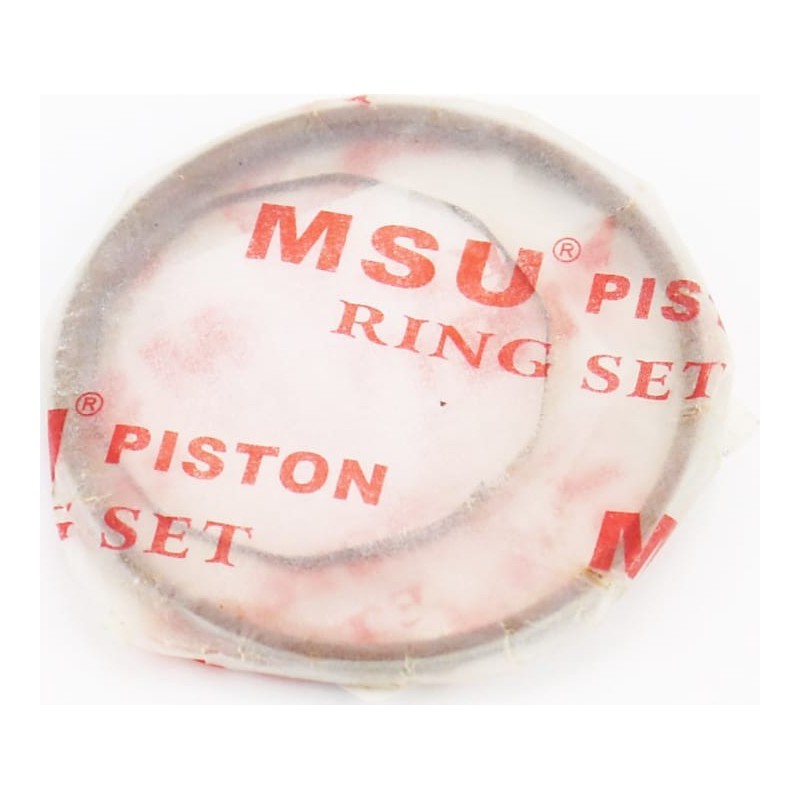 MSU® PIS
RING SET
® PISTON
G SET
M